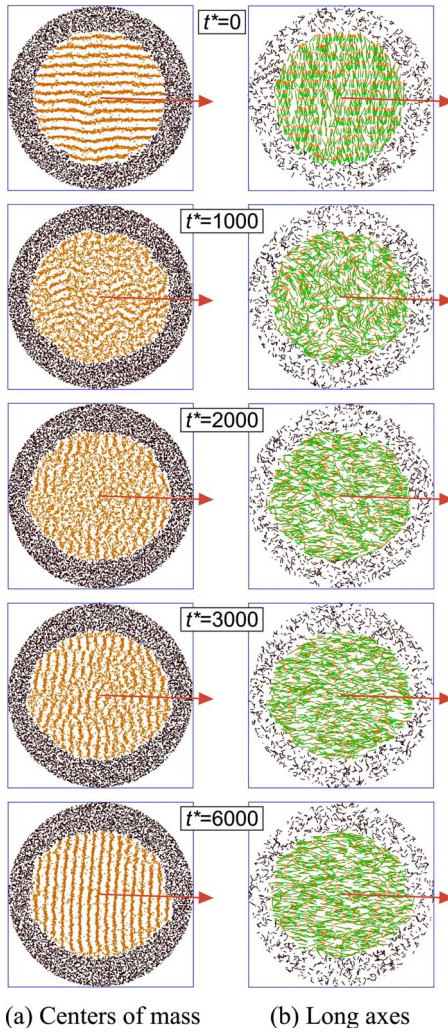 t*=0
t*=1000
t*=2000
t*=3000
t*=6000
(a) Centers of mass (b) Long axes